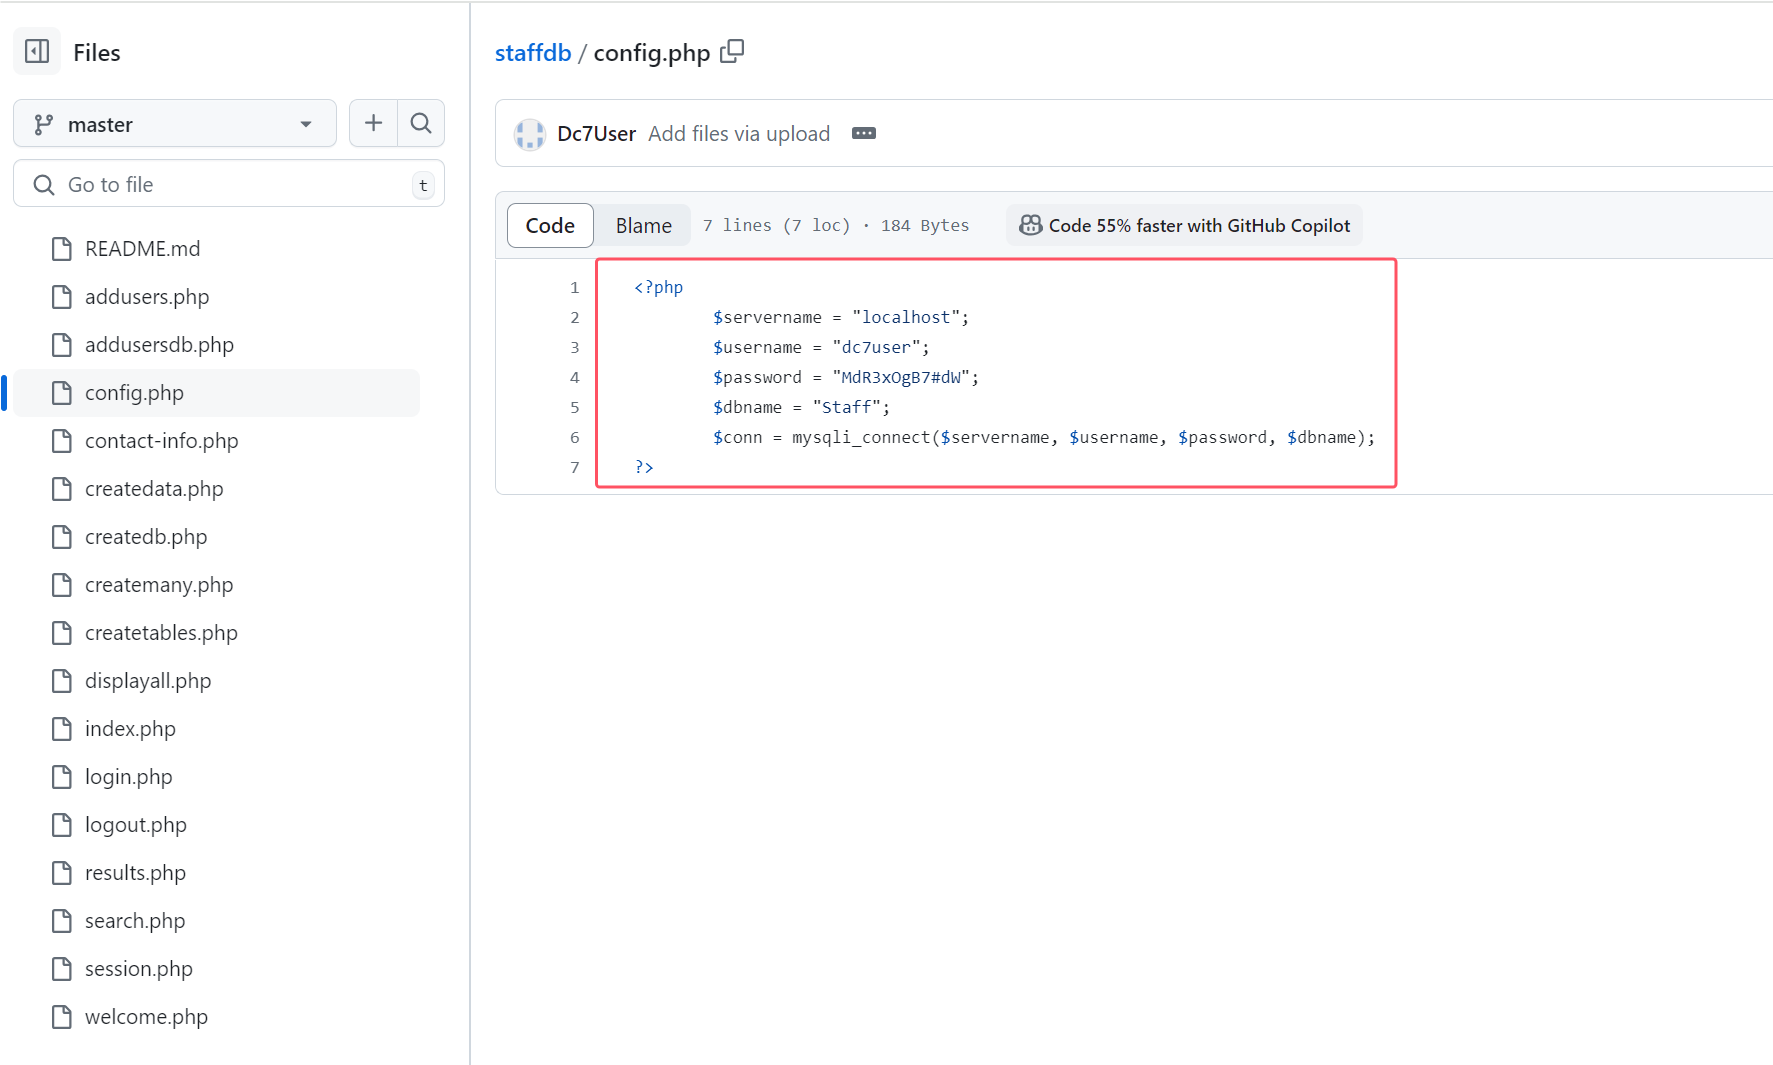 Files
master
Go to file
t
README.md
addusers.php
addusersdb.php
config.php
contact-info.php
createdata.php
createdb.php
createmany.php
createtables.php
displayall.php
index.php
login.php
logout.php
results.php
search.php
session.php
welcome.php
staffdb / config.php
Dc7User Add files via upload
Code Blame 7 lines (7 loc) · 184 Bytes Code 55% faster with GitHub Copilot
1 <?php
2 $servername = "localhost";
3 $username = "dc7user";
4 $password = "MdR3xOgB7#dW";
5 $dbname = "Staff";
6 $conn = mysqli_connect($servername, $username, $password, $dbname);
7 ?>